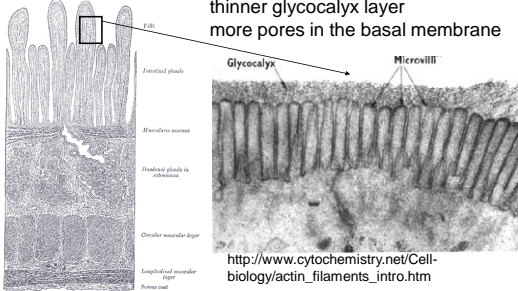 thinner glycocalyx layer
more pores in the basal membrane
Glycocalyx
Microvilli
Villi
Intestinal glands
Muscularis mucosæ
Duodenal glands in
submucosa
Circular muscular layer
Longitudinal muscular
layer
Serous coat
http://www.cytochemistry.net/Cell-
biology/actin_filaments_intro.htm